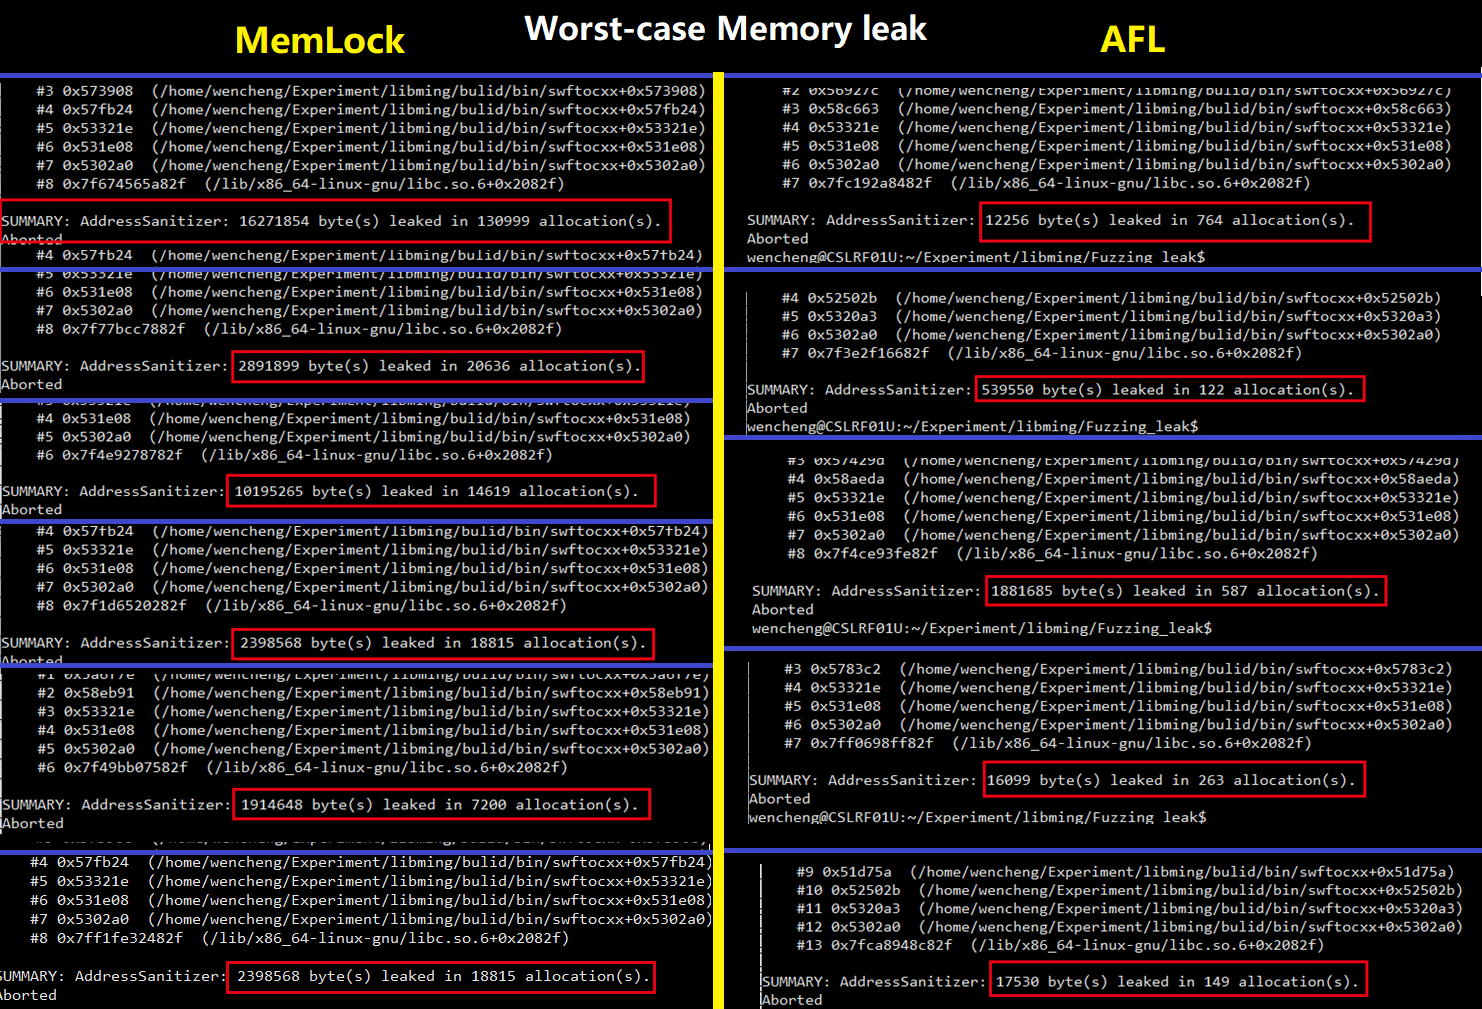 Worst-case Memory leak
MemLock
AFL
#3 0x573908 (/home/wencheng/Experiment/libming/bulid/bin/swftocxx+0x573908)
#4 0x57fb24 (/home/wencheng/Experiment/libming/bulid/bin/swftocxx+0x57fb24)
#5 0x53321e (/home/wencheng/Experiment/libming/bulid/bin/swftocxx+0x53321e)
#6 0x531e08 (/home/wencheng/Experiment/libming/bulid/bin/swftocxx+0x531e08)
#7 0x5302a0 (/home/wencheng/Experiment/libming/bulid/bin/swftocxx+0x5302a0)
#8 0x7f674565a82f (/lib/x86_64-linux-gnu/libc.so.6+0x2082f)
SUMMARY: AddressSanitizer: 16271854 byte(s) leaked in 130999 allocation(s).
Aborted
#4 0x57fb24 (/home/wencheng/Experiment/libming/bulid/bin/swftocxx+0x57fb24)
#5 0x53321e (/home/wencheng/Experiment/libming/bulid/bin/swftocxx+0x53321e)
#6 0x531e08 (/home/wencheng/Experiment/libming/bulid/bin/swftocxx+0x531e08)
#7 0x5302a0 (/home/wencheng/Experiment/libming/bulid/bin/swftocxx+0x5302a0)
#8 0x7f77bcc7882f (/lib/x86_64-linux-gnu/libc.so.6+0x2082f)
SUMMARY: AddressSanitizer: 2891899 byte(s) leaked in 20636 allocation(s).
Aborted
#4 0x531e08 (/home/wencheng/Experiment/libming/bulid/bin/swftocxx+0x531e08)
#5 0x5302a0 (/home/wencheng/Experiment/libming/bulid/bin/swftocxx+0x5302a0)
#6 0x7f4e9278782f (/lib/x86_64-linux-gnu/libc.so.6+0x2082f)
SUMMARY: AddressSanitizer: 10195265 byte(s) leaked in 14619 allocation(s).
Aborted
#4 0x57fb24 (/home/wencheng/Experiment/libming/bulid/bin/swftocxx+0x57fb24)
#5 0x53321e (/home/wencheng/Experiment/libming/bulid/bin/swftocxx+0x53321e)
#6 0x531e08 (/home/wencheng/Experiment/libming/bulid/bin/swftocxx+0x531e08)
#7 0x5302a0 (/home/wencheng/Experiment/libming/bulid/bin/swftocxx+0x5302a0)
#8 0x7f1d6520282f (/lib/x86_64-linux-gnu/libc.so.6+0x2082f)
SUMMARY: AddressSanitizer: 2398568 byte(s) leaked in 18815 allocation(s).
Aborted
#2 0x58eb91 (/home/wencheng/Experiment/libming/bulid/bin/swftocxx+0x58eb91)
#3 0x53321e (/home/wencheng/Experiment/libming/bulid/bin/swftocxx+0x53321e)
#4 0x531e08 (/home/wencheng/Experiment/libming/bulid/bin/swftocxx+0x531e08)
#5 0x5302a0 (/home/wencheng/Experiment/libming/bulid/bin/swftocxx+0x5302a0)
#6 0x7f49bb07582f (/lib/x86_64-linux-gnu/libc.so.6+0x2082f)
SUMMARY: AddressSanitizer: 1914648 byte(s) leaked in 7200 allocation(s).
Aborted
#4 0x57fb24 (/home/wencheng/Experiment/libming/bulid/bin/swftocxx+0x57fb24)
#5 0x53321e (/home/wencheng/Experiment/libming/bulid/bin/swftocxx+0x53321e)
#6 0x531e08 (/home/wencheng/Experiment/libming/bulid/bin/swftocxx+0x531e08)
#7 0x5302a0 (/home/wencheng/Experiment/libming/bulid/bin/swftocxx+0x5302a0)
#8 0x7ff1fe32482f (/lib/x86_64-linux-gnu/libc.so.6+0x2082f)
SUMMARY: AddressSanitizer: 2398568 byte(s) leaked in 18815 allocation(s).
Aborted
#2 0x56927c (/home/wencheng/Experiment/libming/bulid/bin/swftocxx+0x56927c)
#3 0x58c663 (/home/wencheng/Experiment/libming/bulid/bin/swftocxx+0x58c663)
#4 0x53321e (/home/wencheng/Experiment/libming/bulid/bin/swftocxx+0x53321e)
#5 0x531e08 (/home/wencheng/Experiment/libming/bulid/bin/swftocxx+0x531e08)
#6 0x5302a0 (/home/wencheng/Experiment/libming/bulid/bin/swftocxx+0x5302a0)
#7 0x7fc192a8482f (/lib/x86_64-linux-gnu/libc.so.6+0x2082f)
SUMMARY: AddressSanitizer: 12256 byte(s) leaked in 764 allocation(s).
Aborted
wencheng@CSLRF01U:~/Experiment/libming/Fuzzing_leak$
#4 0x52502b (/home/wencheng/Experiment/libming/bulid/bin/swftocxx+0x52502b)
#5 0x5320a3 (/home/wencheng/Experiment/libming/bulid/bin/swftocxx+0x5320a3)
#6 0x5302a0 (/home/wencheng/Experiment/libming/bulid/bin/swftocxx+0x5302a0)
#7 0x7f3e2f16682f (/lib/x86_64-linux-gnu/libc.so.6+0x2082f)
SUMMARY: AddressSanitizer: 539550 byte(s) leaked in 122 allocation(s).
Aborted
wencheng@CSLRF01U:~/Experiment/libming/Fuzzing_leak$
#3 0x57429d (/home/wencheng/Experiment/libming/bulid/bin/swftocxx+0x57429d)
#4 0x58aeda (/home/wencheng/Experiment/libming/bulid/bin/swftocxx+0x58aeda)
#5 0x53321e (/home/wencheng/Experiment/libming/bulid/bin/swftocxx+0x53321e)
#6 0x531e08 (/home/wencheng/Experiment/libming/bulid/bin/swftocxx+0x531e08)
#7 0x5302a0 (/home/wencheng/Experiment/libming/bulid/bin/swftocxx+0x5302a0)
#8 0x7f4ce93fe82f (/lib/x86_64-linux-gnu/libc.so.6+0x2082f)
SUMMARY: AddressSanitizer: 1881685 byte(s) leaked in 587 allocation(s).
Aborted
wencheng@CSLRF01U:~/Experiment/libming/Fuzzing_leak$
#3 0x5783c2 (/home/wencheng/Experiment/libming/bulid/bin/swftocxx+0x5783c2)
#4 0x53321e (/home/wencheng/Experiment/libming/bulid/bin/swftocxx+0x53321e)
#5 0x531e08 (/home/wencheng/Experiment/libming/bulid/bin/swftocxx+0x531e08)
#6 0x5302a0 (/home/wencheng/Experiment/libming/bulid/bin/swftocxx+0x5302a0)
#7 0x7ff0698ff82f (/lib/x86_64-linux-gnu/libc.so.6+0x2082f)
SUMMARY: AddressSanitizer: 16099 byte(s) leaked in 263 allocation(s).
Aborted
wencheng@CSLRF01U:~/Experiment/libming/Fuzzing_leak$
#9 0x51d75a (/home/wencheng/Experiment/libming/bulid/bin/swftocxx+0x51d75a)
#10 0x52502b (/home/wencheng/Experiment/libming/bulid/bin/swftocxx+0x52502b)
#11 0x5320a3 (/home/wencheng/Experiment/libming/bulid/bin/swftocxx+0x5320a3)
#12 0x5302a0 (/home/wencheng/Experiment/libming/bulid/bin/swftocxx+0x5302a0)
#13 0x7fca8948c82f (/lib/x86_64-linux-gnu/libc.so.6+0x2082f)
SUMMARY: AddressSanitizer: 17530 byte(s) leaked in 149 allocation(s).
Aborted